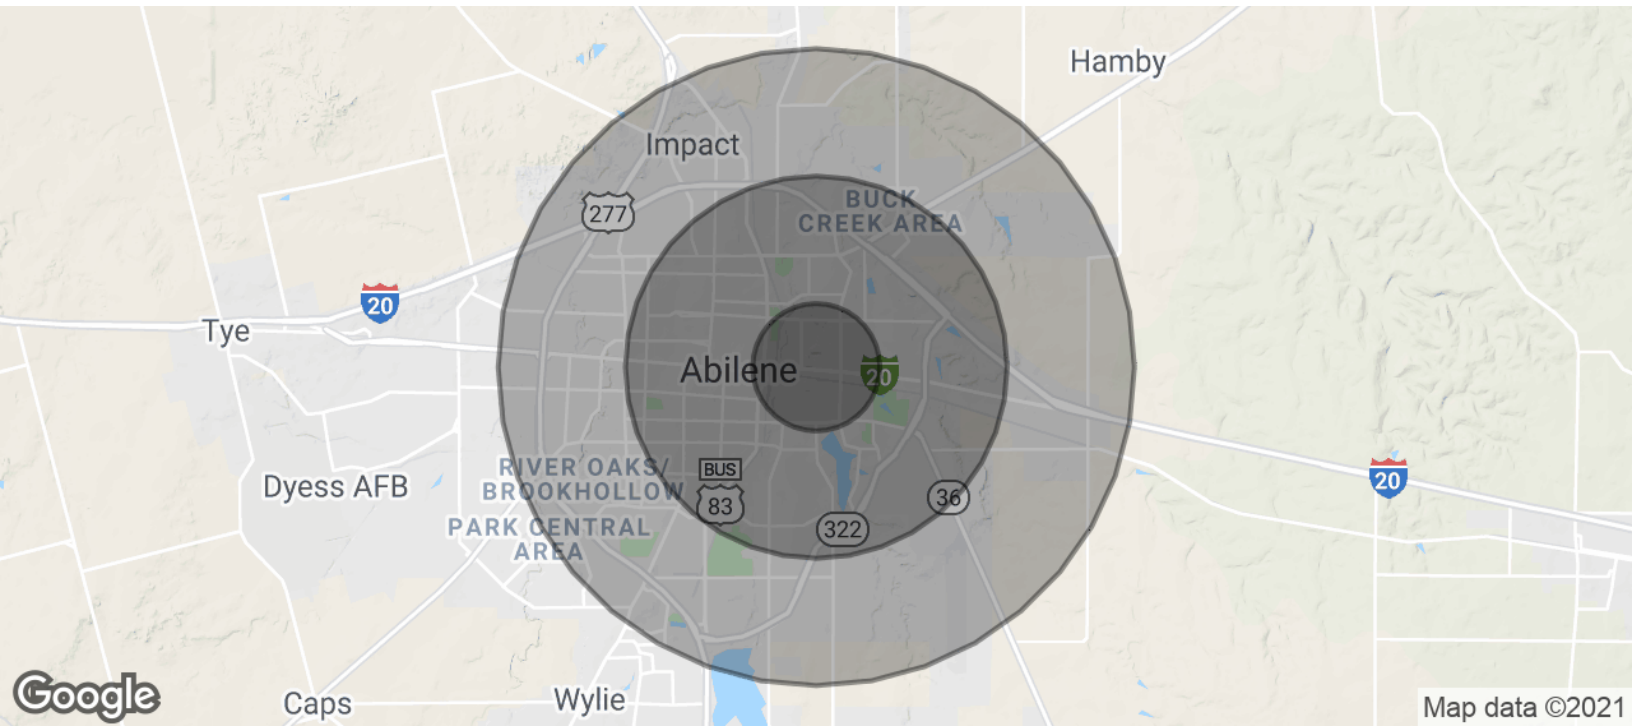 Hamby
Impact
277
BUCK
CREEK AREA
20
Tye
Abilene
20
RIVER OAKS/
BROOKHOLLOW
BUS
83
Dyess AFB
36
20
PARK CENTRAL
AREA
322
Google
Caps
Wylie
Map data ©2021